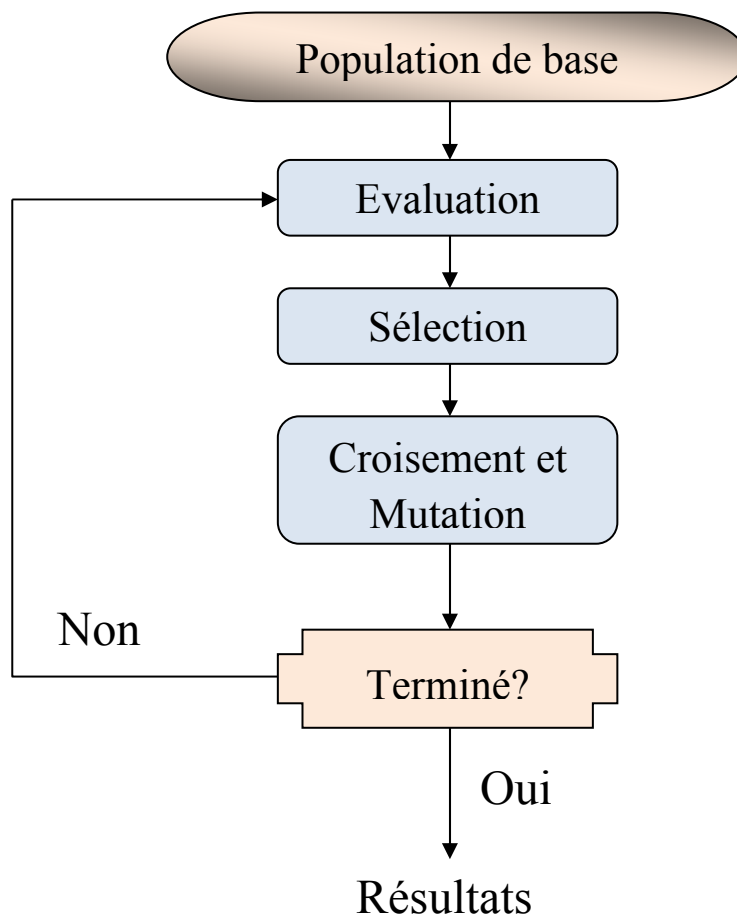 Population de base
Evaluation
Sélection
Croisement et
Mutation
Non
Terminé?
Oui
Résultats